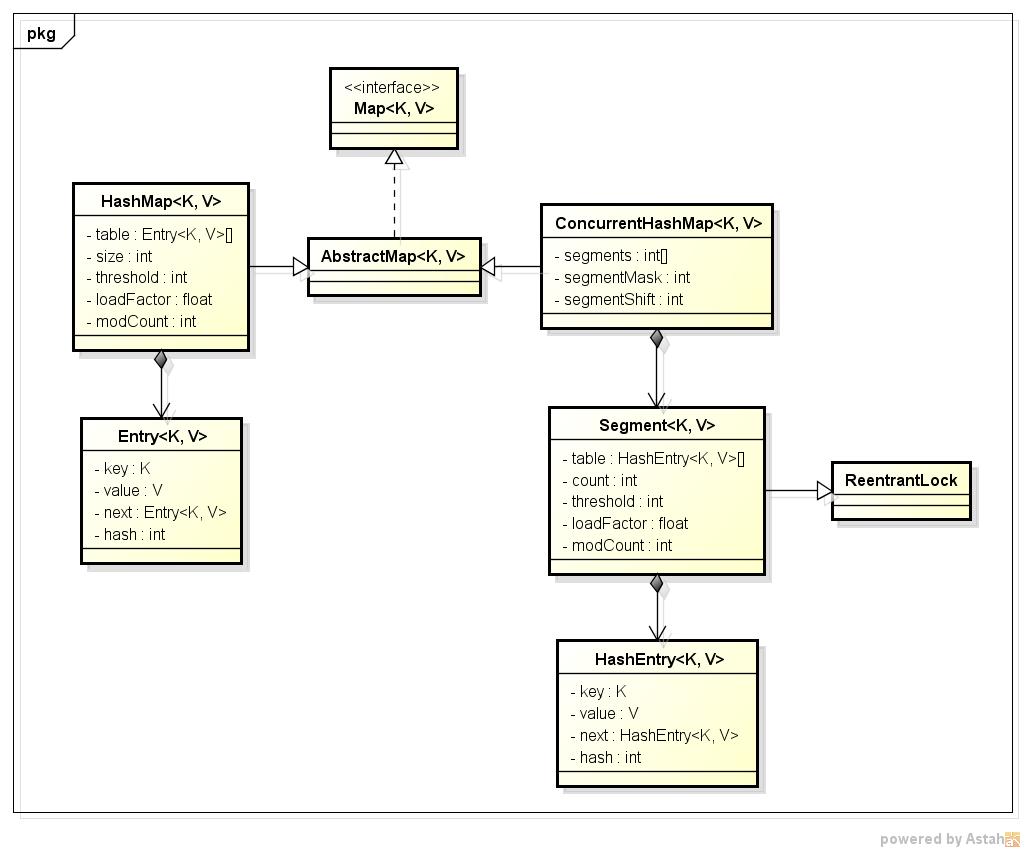 pkg
<<interface>>
Map<K, V>
HashMap<K, V>
- table : Entry<K, V>[]
- size : int
- threshold : int
- loadFactor : float
- modCount : int
AbstractMap<K, V>
ConcurrentHashMap<K, V>
- segments : int[]
- segmentMask : int
- segmentShift : int
Entry<K, V>
- key : K
- value : V
- next : Entry<K, V>
- hash : int
Segment<K, V>
- table : HashEntry<K, V>[]
- count : int
- threshold : int
- loadFactor : float
- modCount : int
ReentrantLock
HashEntry<K, V>
- key : K
- value : V
- next : HashEntry<K, V>
- hash : int
powered by Astah